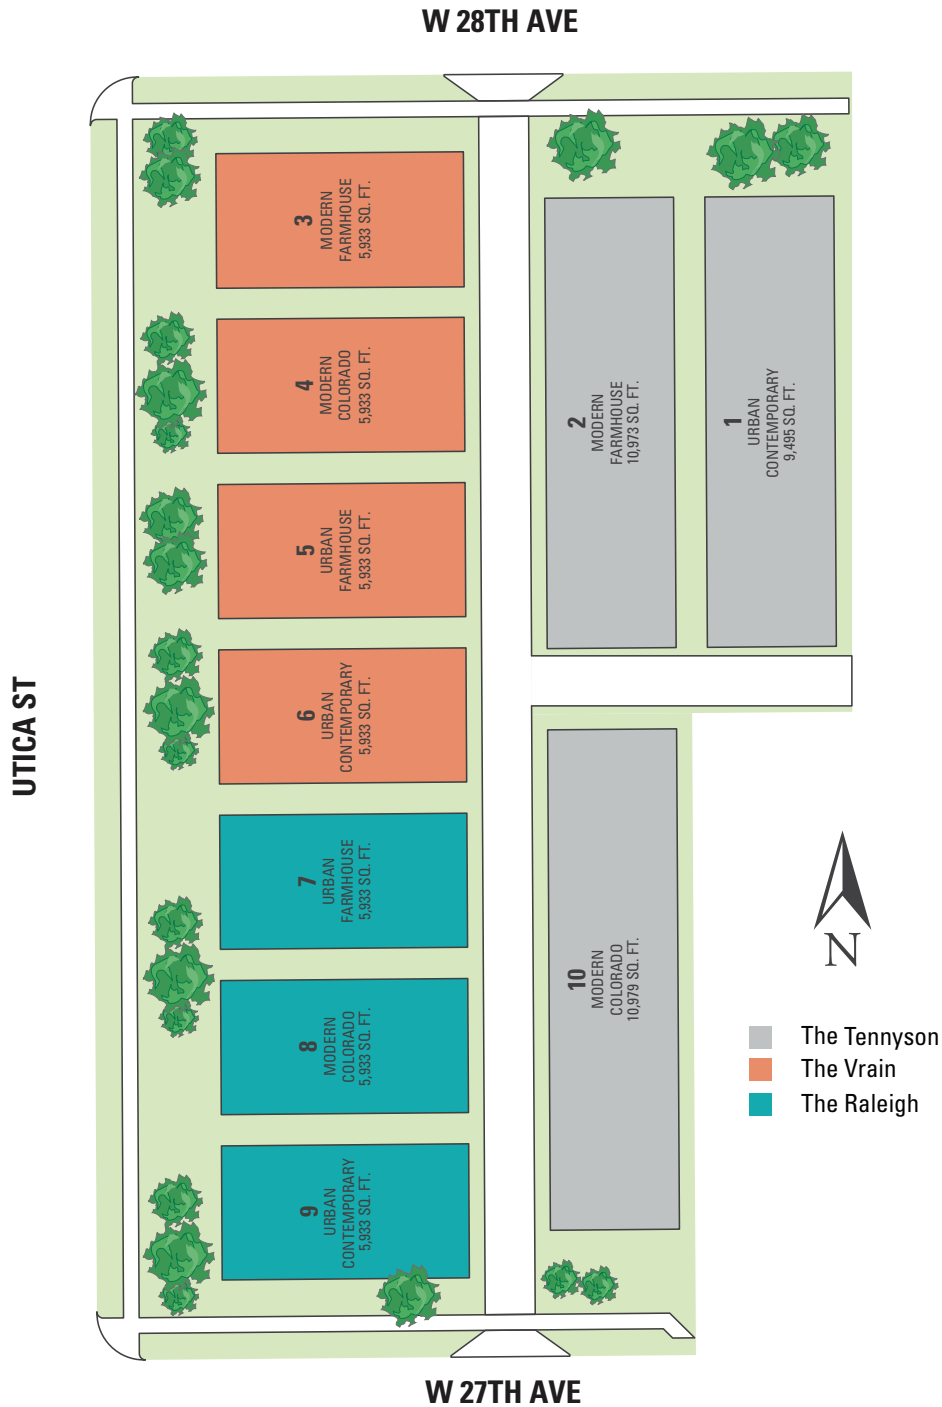 W 28TH AVE
3
MODERN
FARMHOUSE
5,933 SQ. FT.
4
MODERN
COLORADO
5,933 SQ. FT.
5
URBAN
FARMHOUSE
5,933 SQ. FT.
6
URBAN
CONTEMPORARY
5,933 SQ. FT.
7
URBAN
FARMHOUSE
5,933 SQ. FT.
8
MODERN
COLORADO
5,933 SQ. FT.
9
URBAN
CONTEMPORARY
5,933 SQ. FT.
2
MODERN
FARMHOUSE
10,973 SQ. FT.
1
URBAN
CONTEMPORARY
9,495 SQ. FT.
10
MODERN
COLORADO
10,979 SQ. FT.
UTICA ST
N
The Tennyson
The Vrain
The Raleigh
W 27TH AVE